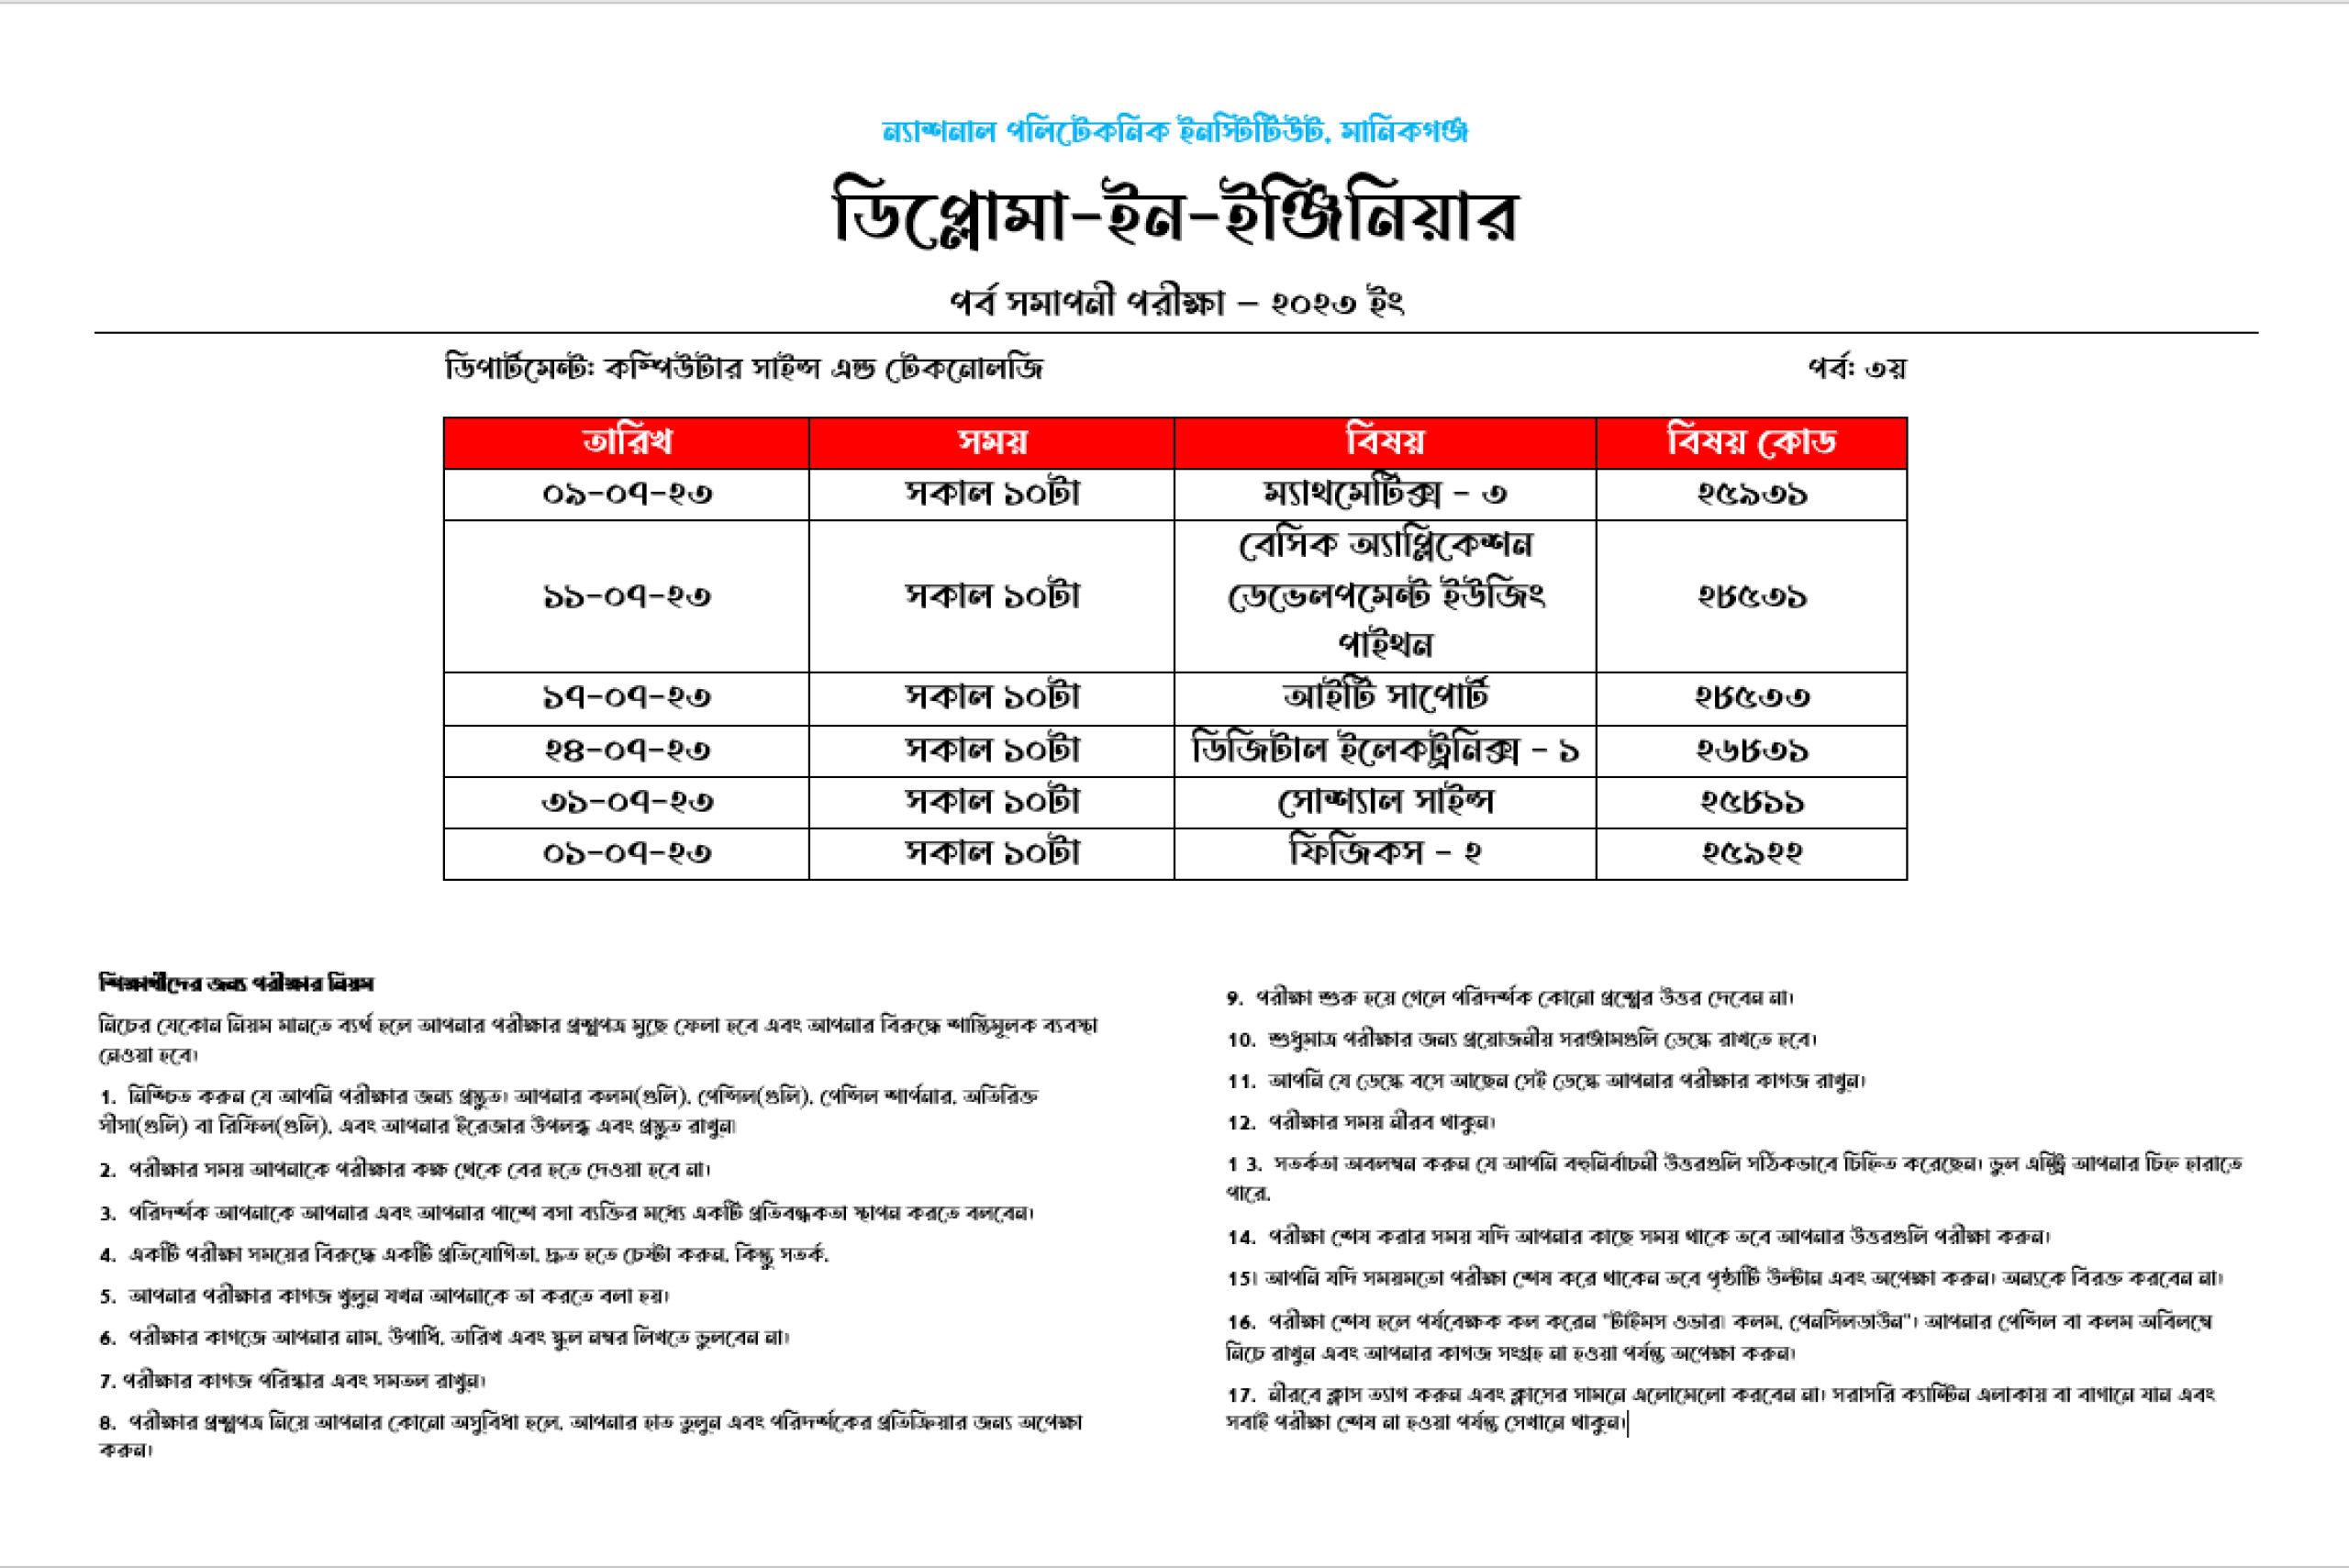 ন্যাশনাল পলিটেকনিক ইনস্টিটিউট, মানিকগঞ্জ
ডিপ্লোমা-ইন-ইঞ্জিনিয়ার
পর্ব সমাপনী পরীক্ষা – ২০২৩ ইং
ডিপার্টমেন্ট: কম্পিউটার সাইন্স এন্ড টেকনোলজি পর্ব: ৩য়
তারিখ সময় বিষয় বিষয় কোড
০৯-০৭-২৩ সকাল ১০টা ম্যাথমেটিক্স - ৩ ২৫৯৩১
১১-০৭-২৩ সকাল ১০টা বেসিক অ্যাপ্লিকেশন ডেভেলপমেন্ট ইউজিং পাইথন ২৮৫৩১
১৭-০৭-২৩ সকাল ১০টা আইটি সাপোর্ট ২৮৫৩৩
২৪-০৭-২৩ সকাল ১০টা ডিজিটাল ইলেকট্রনিক্স - ১ ২৬৮৩১
৩১-০৭-২৩ সকাল ১০টা সোশ্যাল সাইন্স ২৫৮১১
০১-০৭-২৩ সকাল ১০টা ফিজিকস - ২ ২৫৯২২
শিক্ষার্থীদের জন্য পরীক্ষার নিয়ম
নিচের যেকোন নিয়ম মানতে ব্যর্থ হলে আপনার পরীক্ষার প্রশ্নপত্র মুছে ফেলা হবে এবং আপনার বিরুদ্ধে শাস্তিমূলক ব্যবস্থা
নেওয়া হবে।
1. নিশ্চিত করুন যে আপনি পরীক্ষার জন্য প্রস্তুত। আপনার কলম(গুলি), পেন্সিল(গুলি), পেন্সিল শার্পনার, অতিরিক্ত
সীসা(গুলি) বা রিফিল(গুলি), এবং আপনার ইরেজার উপলব্ধ এবং প্রস্তুত রাখুন।
2. পরীক্ষার সময় আপনাকে পরীক্ষার কক্ষ থেকে বের হতে দেওয়া হবে না।
3. পরিদর্শক আপনাকে আপনার এবং আপনার পাশে বসা ব্যক্তির মধ্যে একটি প্রতিবন্ধকতা স্থাপন করতে বলবেন।
4. একটি পরীক্ষা সময়ের বিরুদ্ধে একটি প্রতিযোগিতা, দ্রুত হতে চেষ্টা করুন, কিন্তু সতর্ক.
5. আপনার পরীক্ষার কাগজ খুলুন যখন আপনাকে তা করতে বলা হয়।
6. পরীক্ষার কাগজে আপনার নাম, উপাধি, তারিখ এবং স্কুল নম্বর লিখতে ভুলবেন না।
7. পরীক্ষার কাগজ পরিষ্কার এবং সমতল রাখুন।
8. পরীক্ষার প্রশ্নপত্র নিয়ে আপনার কোনো অসুবিধা হলে, আপনার হাত তুলুন এবং পরিদর্শকের প্রতিক্রিয়ার জন্য অপেক্ষা
করুন।
9. পরীক্ষা শুরু হয়ে গেলে পরিদর্শক কোনো প্রশ্নের উত্তর দেবেন না।
10. শুধুমাত্র পরীক্ষার জন্য প্রয়োজনীয় সরঞ্জামগুলি ডেস্কে রাখতে হবে।
11. আপনি যে ডেস্কে বসে আছেন সেই ডেস্কে আপনার পরীক্ষার কাগজ রাখুন।
12. পরীক্ষার সময় নীরব থাকুন।
1 3. সতর্কতা অবলম্বন করুন যে আপনি বহুনির্বাচনী উত্তরগুলি সঠিকভাবে চিহ্নিত করেছেন। ভুল এন্ট্রি আপনার চিহ্ন হারাতে
পারে.
14. পরীক্ষা শেষ করার সময় যদি আপনার কাছে সময় থাকে তবে আপনার উত্তরগুলি পরীক্ষা করুন।
15। আপনি যদি সময়মতো পরীক্ষা শেষ করে থাকেন তবে পৃষ্ঠাটি উল্টান এবং অপেক্ষা করুন। অন্যকে বিরক্ত করবেন না।
16. পরীক্ষা শেষ হলে পর্যবেক্ষক কল করেন "টাইমস ওভার। কলম, পেনসিলডাউন"। আপনার পেন্সিল বা কলম অবিলম্বে
নিচে রাখুন এবং আপনার কাগজ সংগ্রহ না হওয়া পর্যন্ত অপেক্ষা করুন।
17. নীরবে ক্লাস ত্যাগ করুন এবং ক্লাসের সামনে এলোমেলো করবেন না। সরাসরি ক্যান্টিন এলাকায় বা বাগানে যান এবং
সবাই পরীক্ষা শেষ না হওয়া পর্যন্ত সেখানে থাকুন।